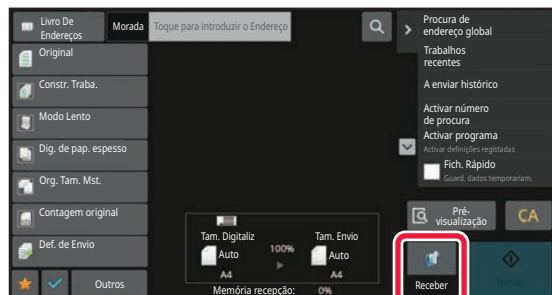 Livro De
Endereços
Morada
Toque para introduzir o Endereço
Original
Constr. Traba.
Modo Lento
Dig. de pap. espesso
Org. Tam. Mst.
Contagem original
Def. de Envio
Outros
Tam. Digitaliz
Auto
A4
100%
Tam. Envio
Auto
A4
Memória recepção: 0%
Procura de
endereço global
Trabalhos
recentes
A enviar histórico
Activar número
de procura
Activar programa
Activar definições registadas
Fich. Rápido
Guard. dados temporariam.
Pré-
visualização
CA
Receber